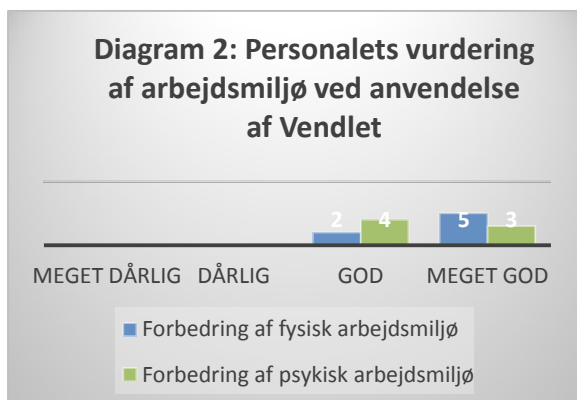 Diagram 2: Personalets vurdering
af arbejdsmiljø ved anvendelse
af Vendlet
2 4 5 3
MEGET DÅRLIG DÅRLIG GOD MEGET GOD
Forbedring af fysisk arbejdsmiljø
Forbedring af psykisk arbejdsmiljø